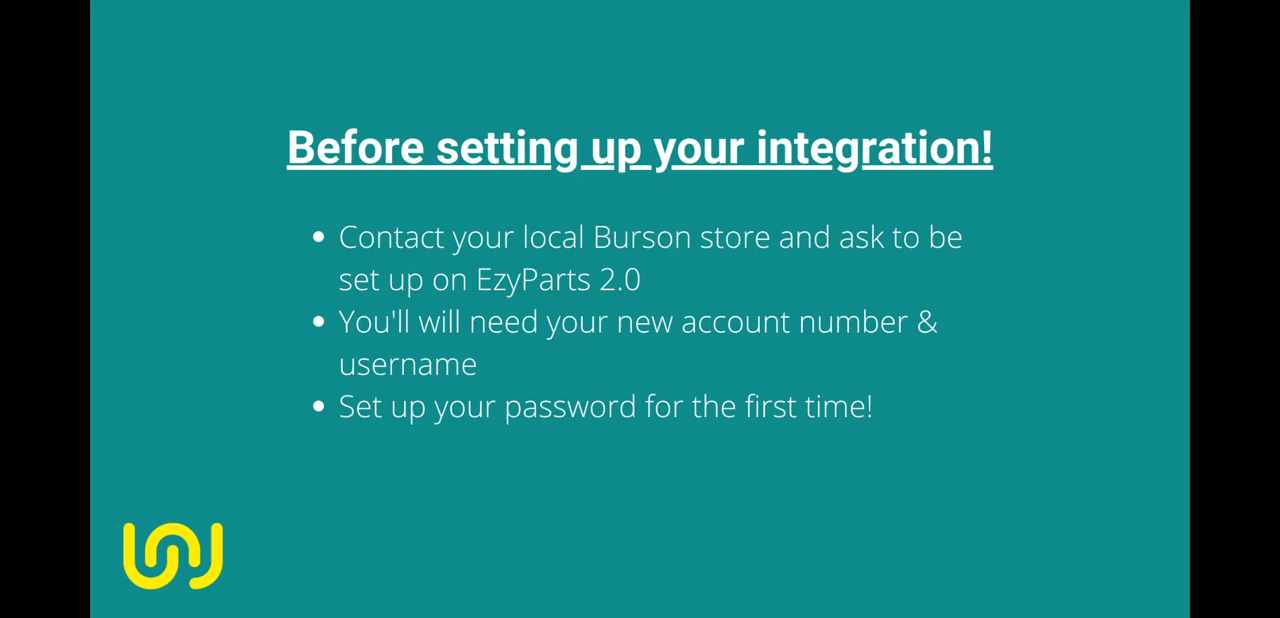 Before setting up your integration!
• Contact your local Burson store and ask to be
set up on EzyParts 2.0
• You'll will need your new account number &
username
• Set up your password for the first time!